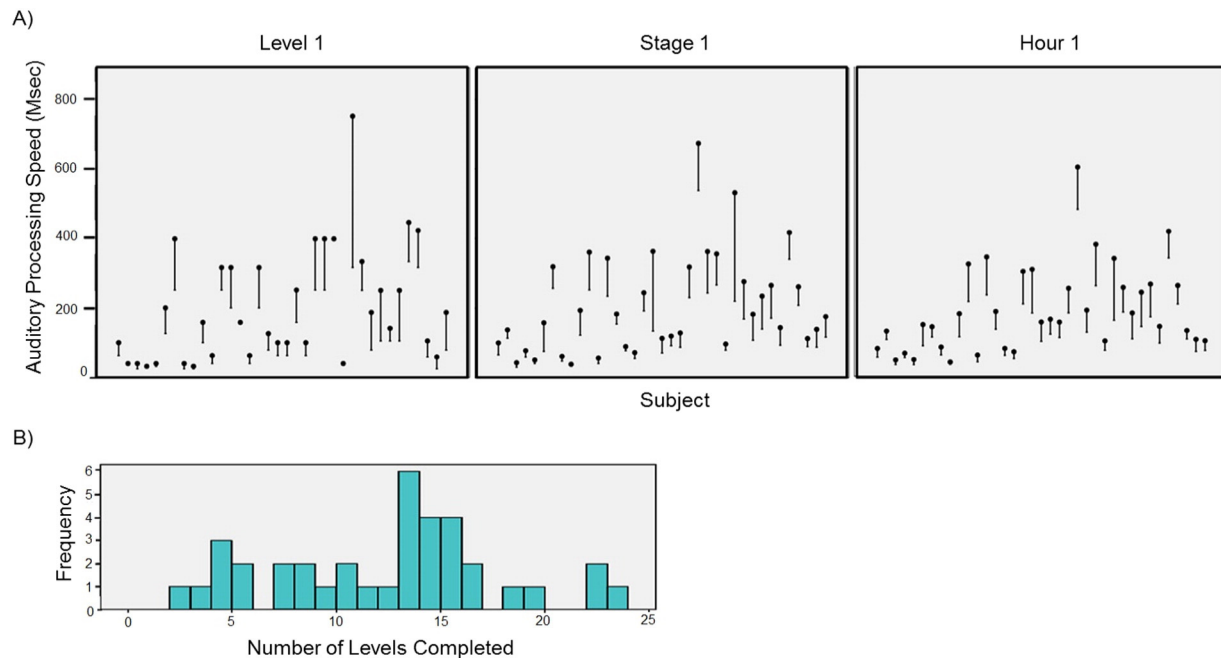 A)
Level 1
Stage 1
Hour 1
Auditory Processing Speed (Msec)
800
600
400
200
0
Subject
B)
Frequency
6
5
4
3
2
1
0
0
5
10
15
20
25
Number of Levels Completed